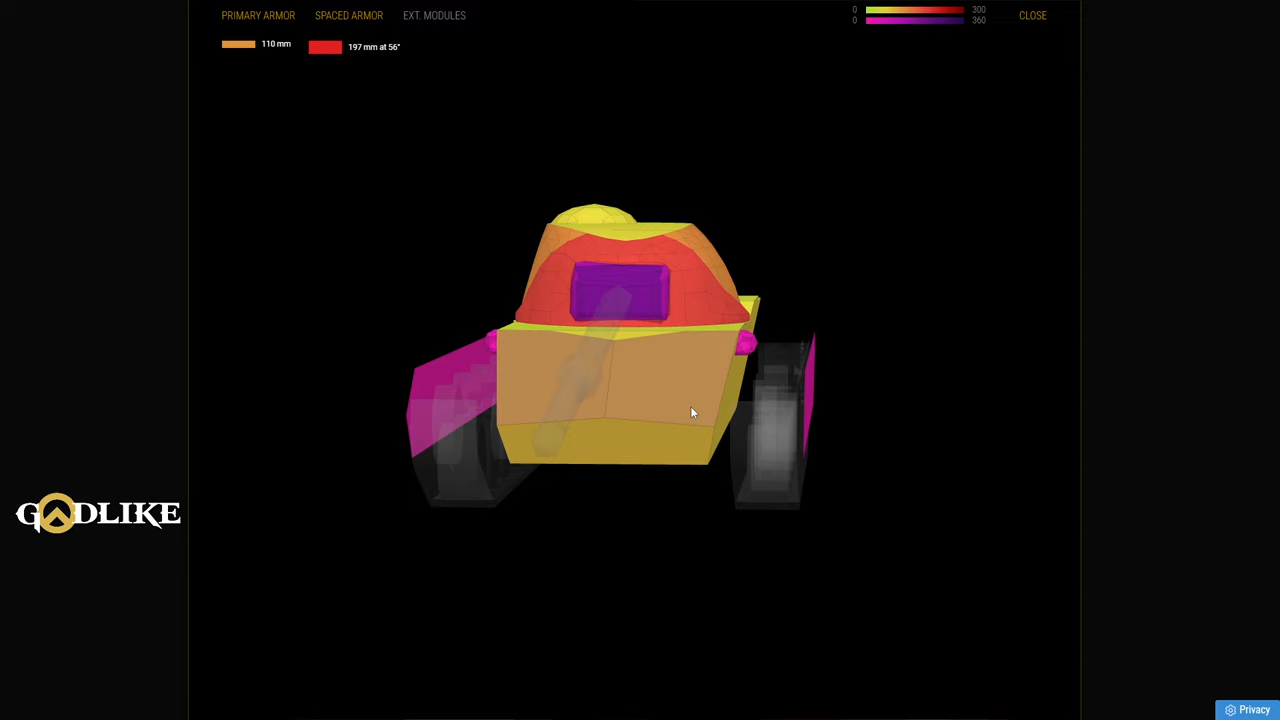 PRIMARY ARMOR SPACED ARMOR EXT. MODULES 0 300 CLOSE
0 360
110 mm 197 mm at 56°
GODLIKE
Privacy